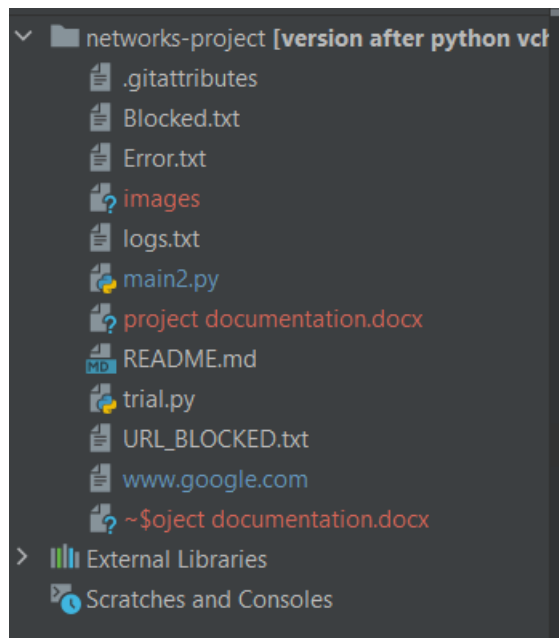 networks-project [version after python vch
.gitattributes
Blocked.txt
Error.txt
images
logs.txt
main2.py
project documentation.docx
MD README.md
trial.py
URL_BLOCKED.txt
www.google.com
~$oject documentation.docx
External Libraries
Scratches and Consoles